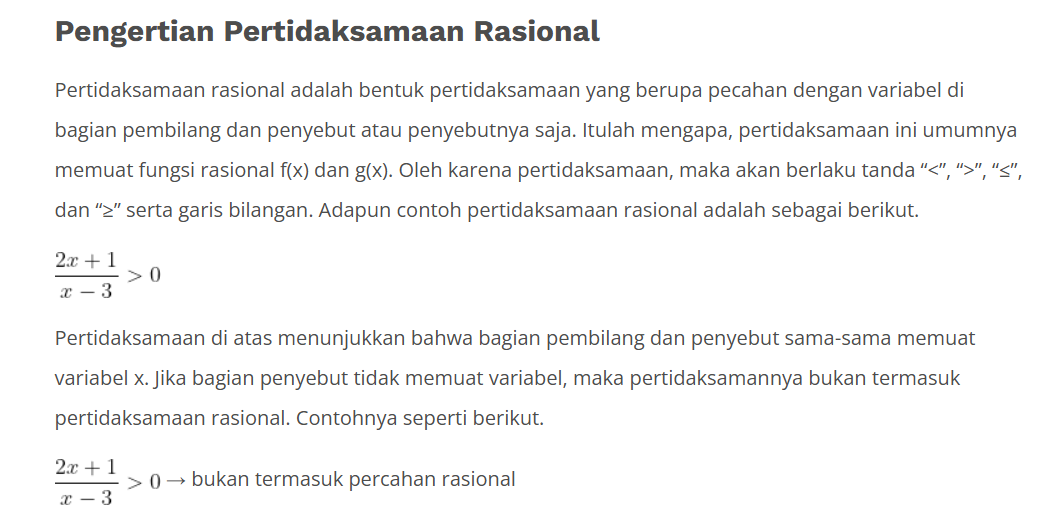 Pengertian Pertidaksamaan Rasional
Pertidaksamaan rasional adalah bentuk pertidaksamaan yang berupa pecahan dengan variabel di
bagian pembilang dan penyebut atau penyebutnya saja. Itulah mengapa, pertidaksamaan ini umumnya
memuat fungsi rasional f(x) dan g(x). Oleh karena pertidaksamaan, maka akan berlaku tanda “<”, “>”, “≤”,
dan “≥” serta garis bilangan. Adapun contoh pertidaksamaan rasional adalah sebagai berikut.
2x + 1
> 0
x − 3
Pertidaksamaan di atas menunjukkan bahwa bagian pembilang dan penyebut sama-sama memuat
variabel x. Jika bagian penyebut tidak memuat variabel, maka pertidaksamannya bukan termasuk
pertidaksamaan rasional. Contohnya seperti berikut.
2x + 1
> 0 → bukan termasuk percahan rasional
x − 3